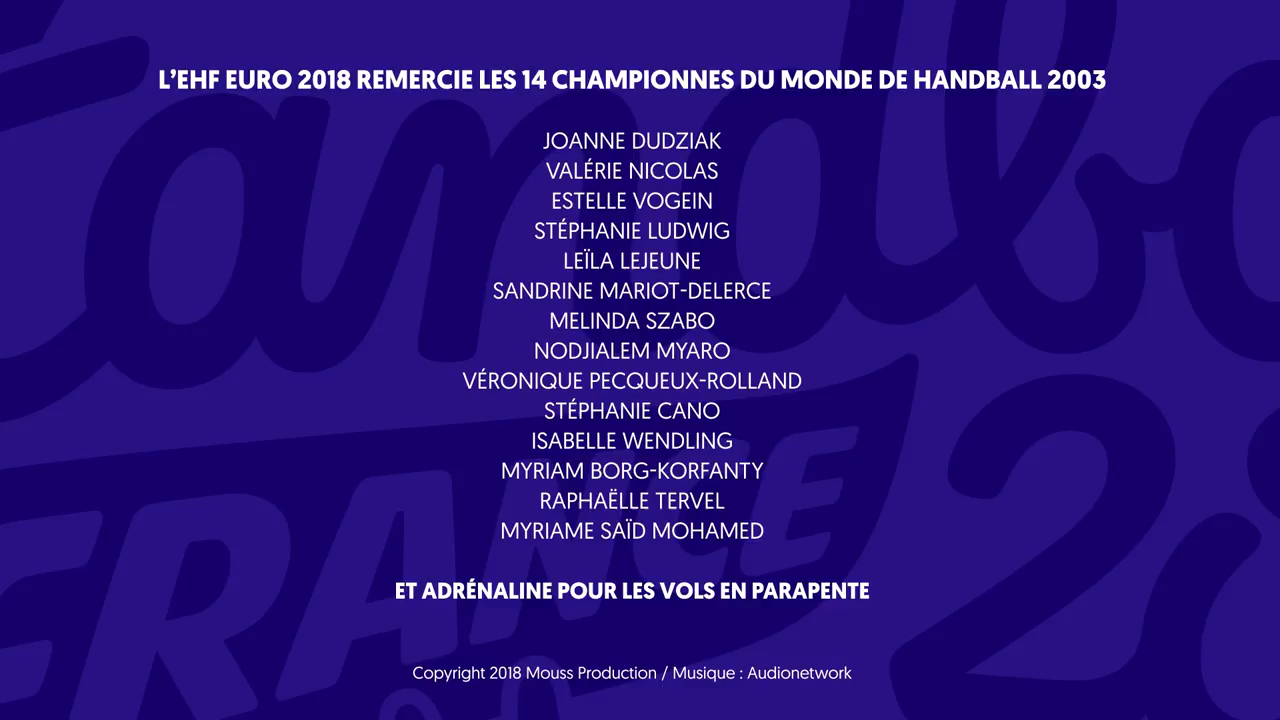 L'EHF EURO 2018 REMERCIE LES 14 CHAMPIONNES DU MONDE DE HANDBALL 2003
JOANNE DUDZIAK
VALÉRIE NICOLAS
ESTELLE VOGEIN
STÉPHANIE LUDWIG
LEÏLA LEJEUNE
SANDRINE MARIOT-DELERCE
MELINDA SZABO
NODJIALEM MYARO
VÉRONIQUE PECQUEUX-ROLLAND
STÉPHANIE CANO
ISABELLE WENDLING
MYRIAM BORG-KORFANTY
RAPHAËLLE TERVEL
MYRIAME SAÏD MOHAMED
ET ADRÉNALINE POUR LES VOLS EN PARAPENTE
Copyright 2018 Mouss Production / Musique : Audionetwork
FRANCE